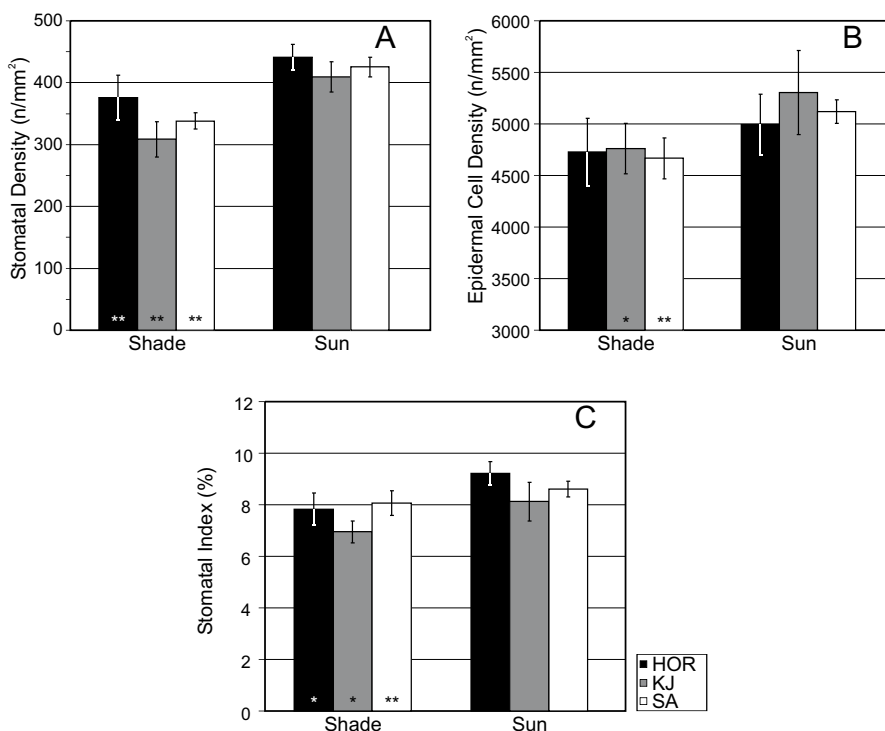 A
Stomatal Density (n/mm²)
500
400
300
200
100
0
** ** **
Shade Sun
B
Epidermal Cell Density (n/mm²)
6000
5500
5000
4500
4000
3500
3000
* **
Shade Sun
C
Stomatal Index (%)
12
10
8
6
4
2
0
* * **
Shade Sun
HOR
KJ
SA